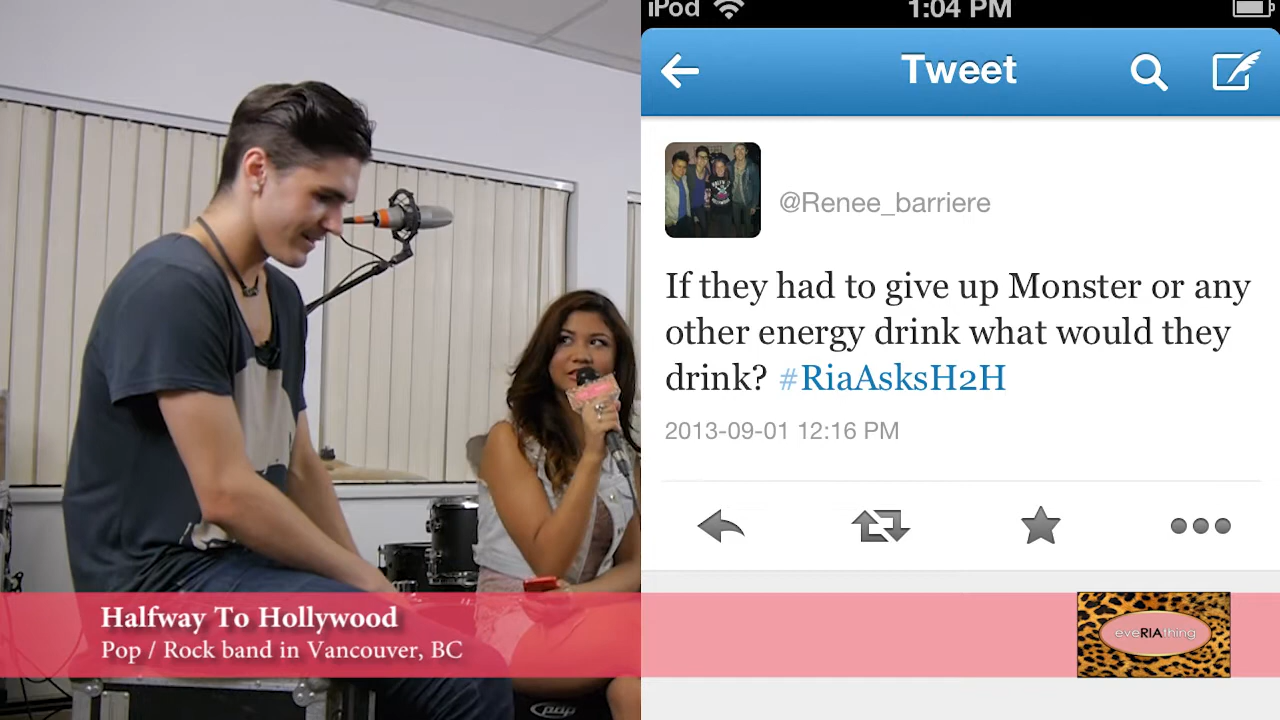 iPod
1:04 PM
Tweet
@Renee_barriere
If they had to give up Monster or any
other energy drink what would they
drink? #RiaAsksH2H
2013-09-01 12:16 PM
Halfway To Hollywood
Pop / Rock band in Vancouver, BC
eveRIAthing
pdp